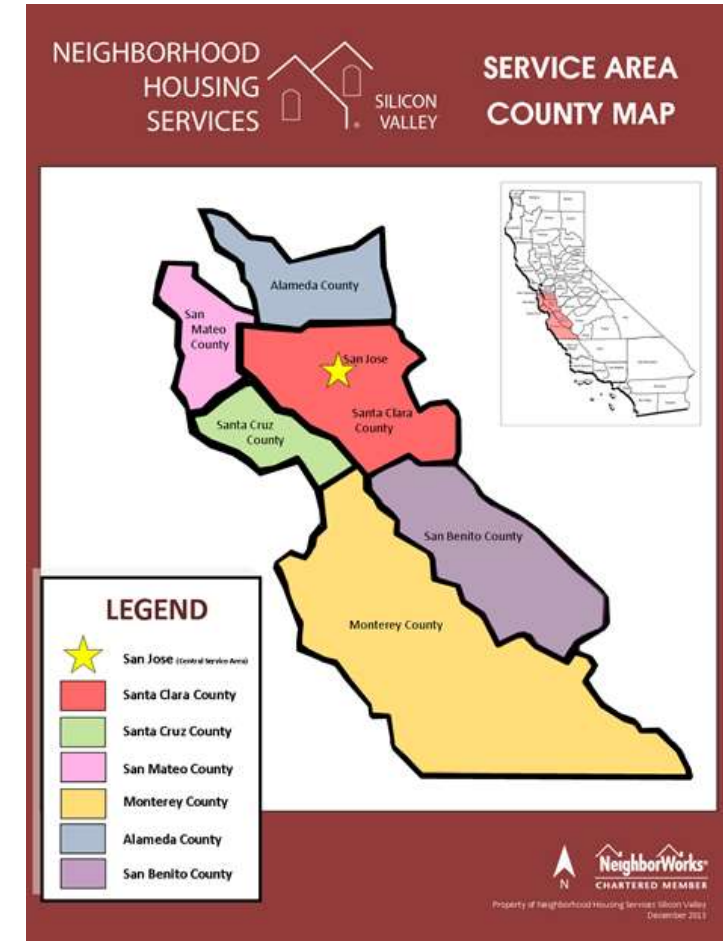 NEIGHBORHOOD
HOUSING
SERVICES
SILICON
VALLEY
SERVICE AREA
COUNTY MAP
Alameda County
San
Mateo
County
San Jose
Santa Clara
County
Santa Cruz
County
San Benito County
Monterey County
LEGEND
San Jose (Central Service Area)
Santa Clara County
Santa Cruz County
San Mateo County
Monterey County
Alameda County
San Benito County
N
NeighborWorks®
CHARTERED MEMBER
Property of Neighborhood Housing Services Silicon Valley
December 2013